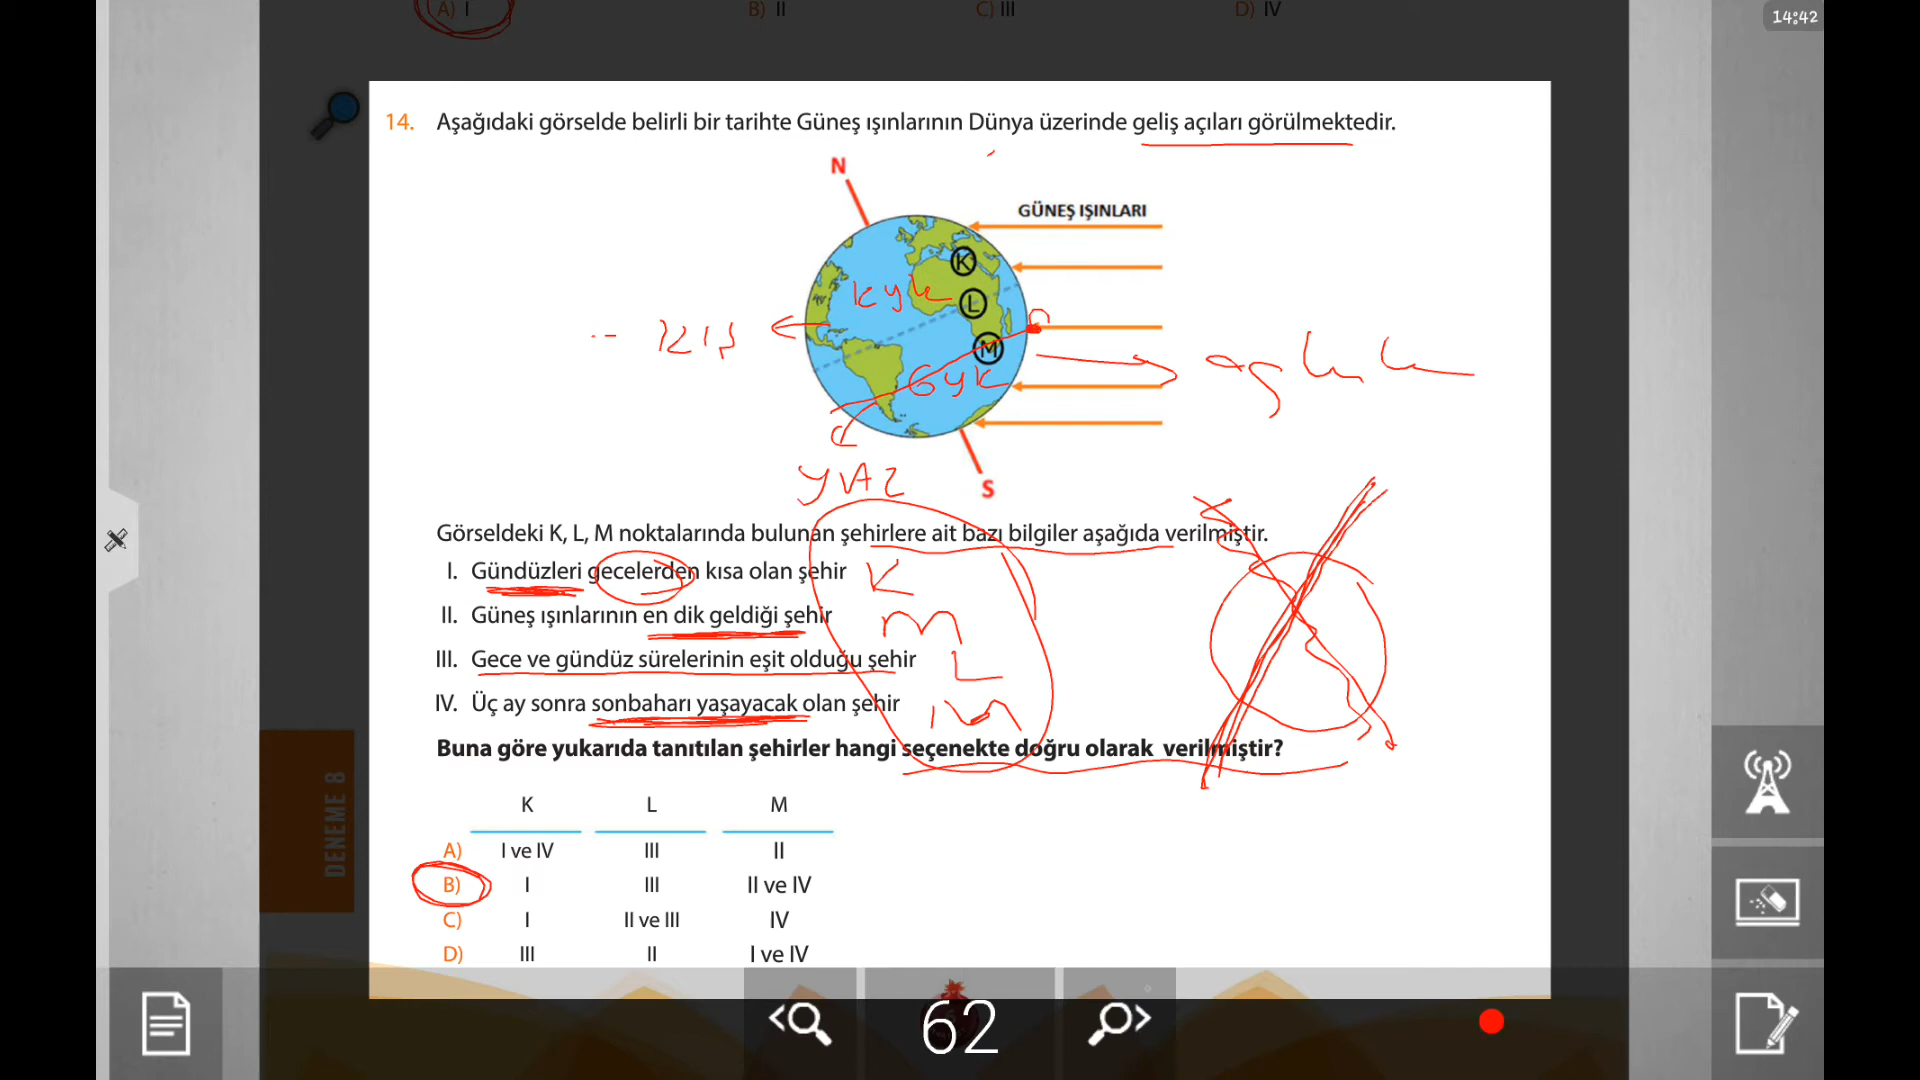 A) I B) II C) III D) IV
14:42
14. Aşağıdaki görselde belirli bir tarihte Güneş ışınlarının Dünya üzerinde geliş açıları görülmektedir.
N
GÜNEŞ IŞINLARI
K
kyk
L
kış
M
Gyk
aralık
S
YAZ
Görseldeki K, L, M noktalarında bulunan şehirlere ait bazı bilgiler aşağıda verilmiştir.
I. Gündüzleri gecelerden kısa olan şehir K
II. Güneş ışınlarının en dik geldiği şehir M
III. Gece ve gündüz sürelerinin eşit olduğu şehir L
IV. Üç ay sonra sonbaharı yaşayacak olan şehir M
Buna göre yukarıda tanıtılan şehirler hangi seçenekte doğru olarak verilmiştir?
K L M
A) I ve IV III II
B) I III II ve IV
C) I II ve III IV
D) III II I ve IV
DENEME 8
62